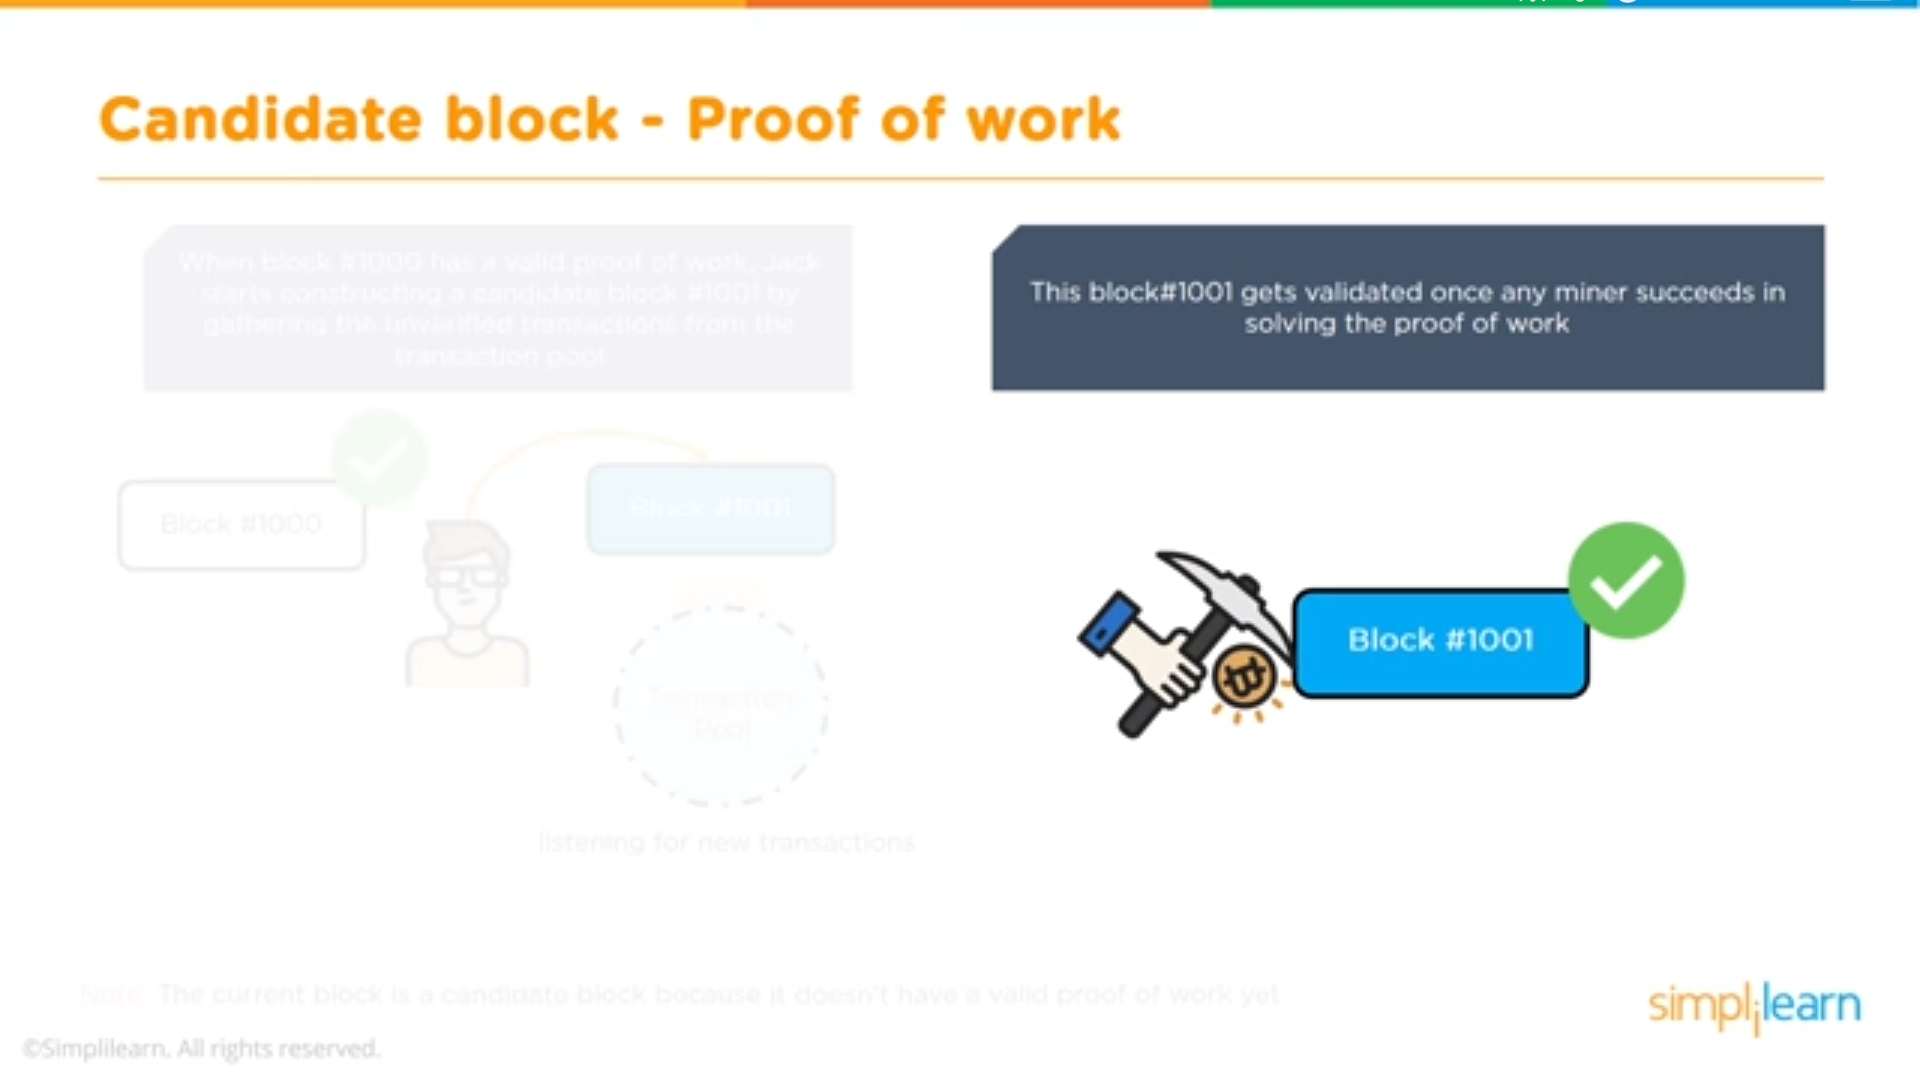 Candidate block - Proof of work
When block #1000 has a valid proof of work, Jack
starts constructing a candidate block #1001 by
gathering the unverified transactions from the
transaction pool
This block#1001 gets validated once any miner succeeds in
solving the proof of work
Block #1000
Block #1001
Transaction
Pool
listening for new transactions
Block #1001
Note: The current block is a candidate block because it doesn't have a valid proof of work yet
simplilearn
©Simplilearn. All rights reserved.